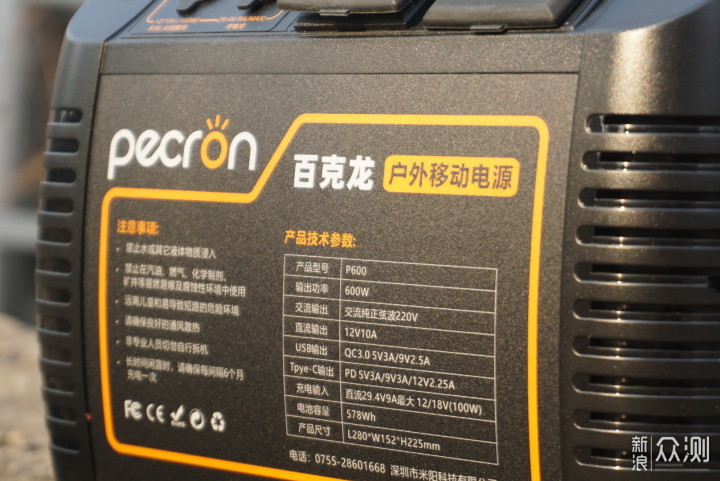 pecron
百克龙 户外移动电源
注意事项:
• 禁止水或其它液体物质浸入
• 禁止在汽油、燃气、化学制剂、
矿井等易燃易爆及腐蚀性环境中使用
• 远离儿童和易导致短路的危险环境
• 请确保良好的通风散热
• 非专业人员切勿自行拆机
• 长时间闲置时，请确保每间隔6个月
充电一次
FC CE RoHS
产品技术参数:
产品型号 P600
输出功率 600W
交流输出 交流纯正弦波220V
直流输出 12V10A
USB输出 QC3.0 5V3A/9V2.5A
Tpye-C输出 PD 5V3A/9V3A/12V2.25A
充电输入 直流29.4V9A最大 12/18V(100W)
电池容量 578Wh
产品尺寸 L280*W152*H225mm
电话: 0755-28601668 深圳市米阳科技有限公司
新浪 众测